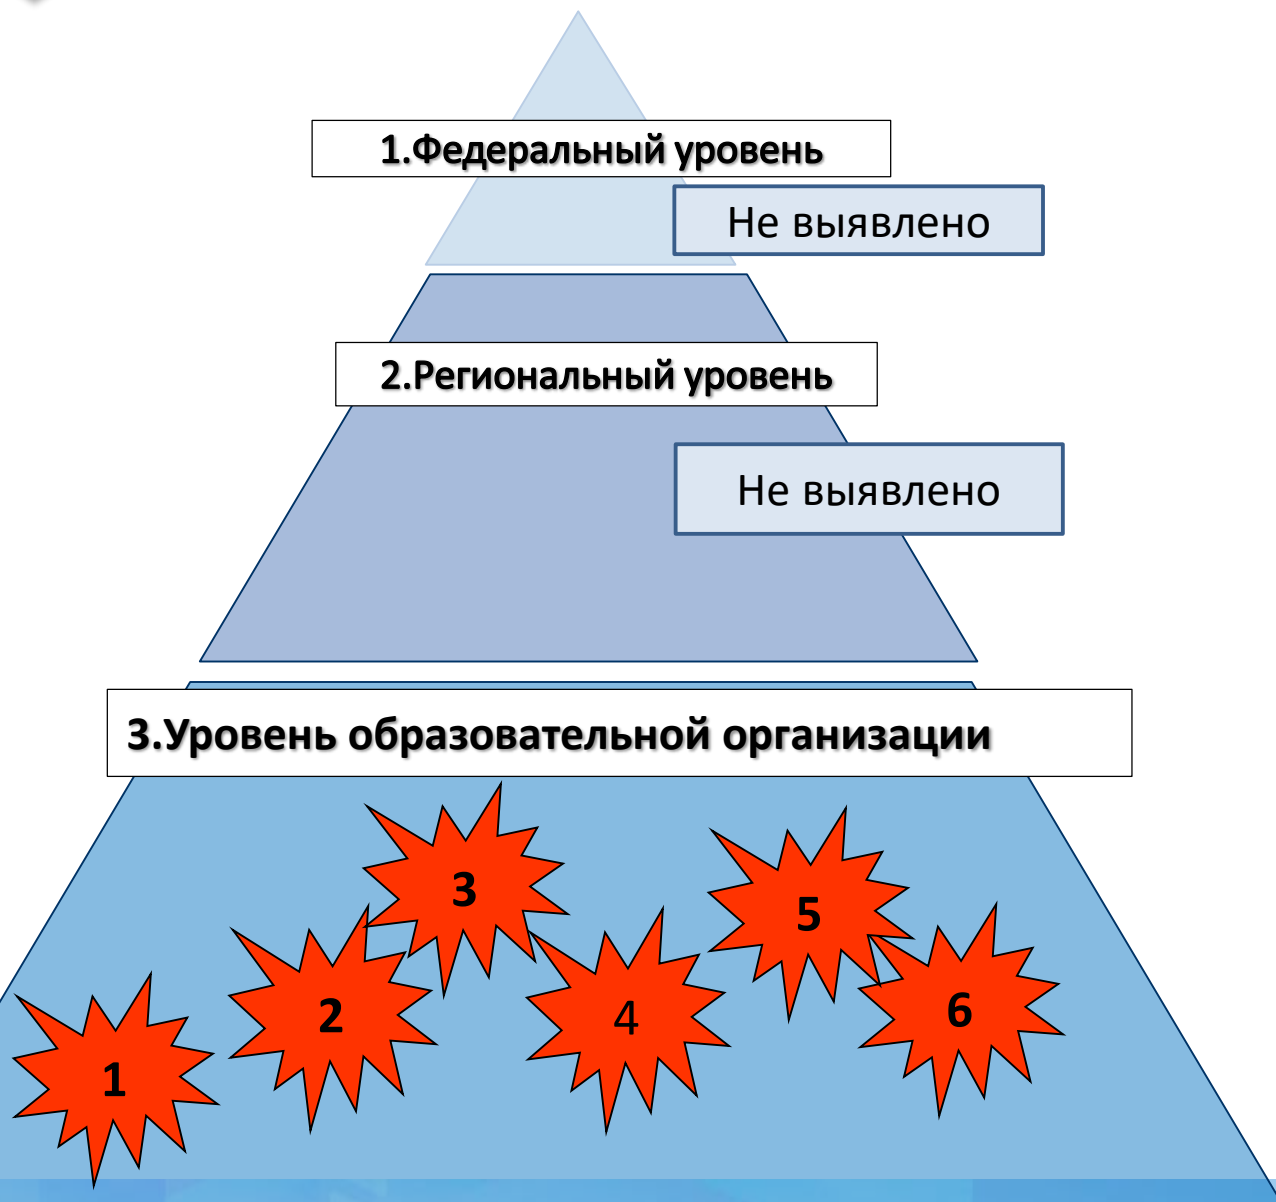 1.Федеральный уровень
Не выявлено
2.Региональный уровень
Не выявлено
3.Уровень образовательной организации
3
5
2
4
6
1